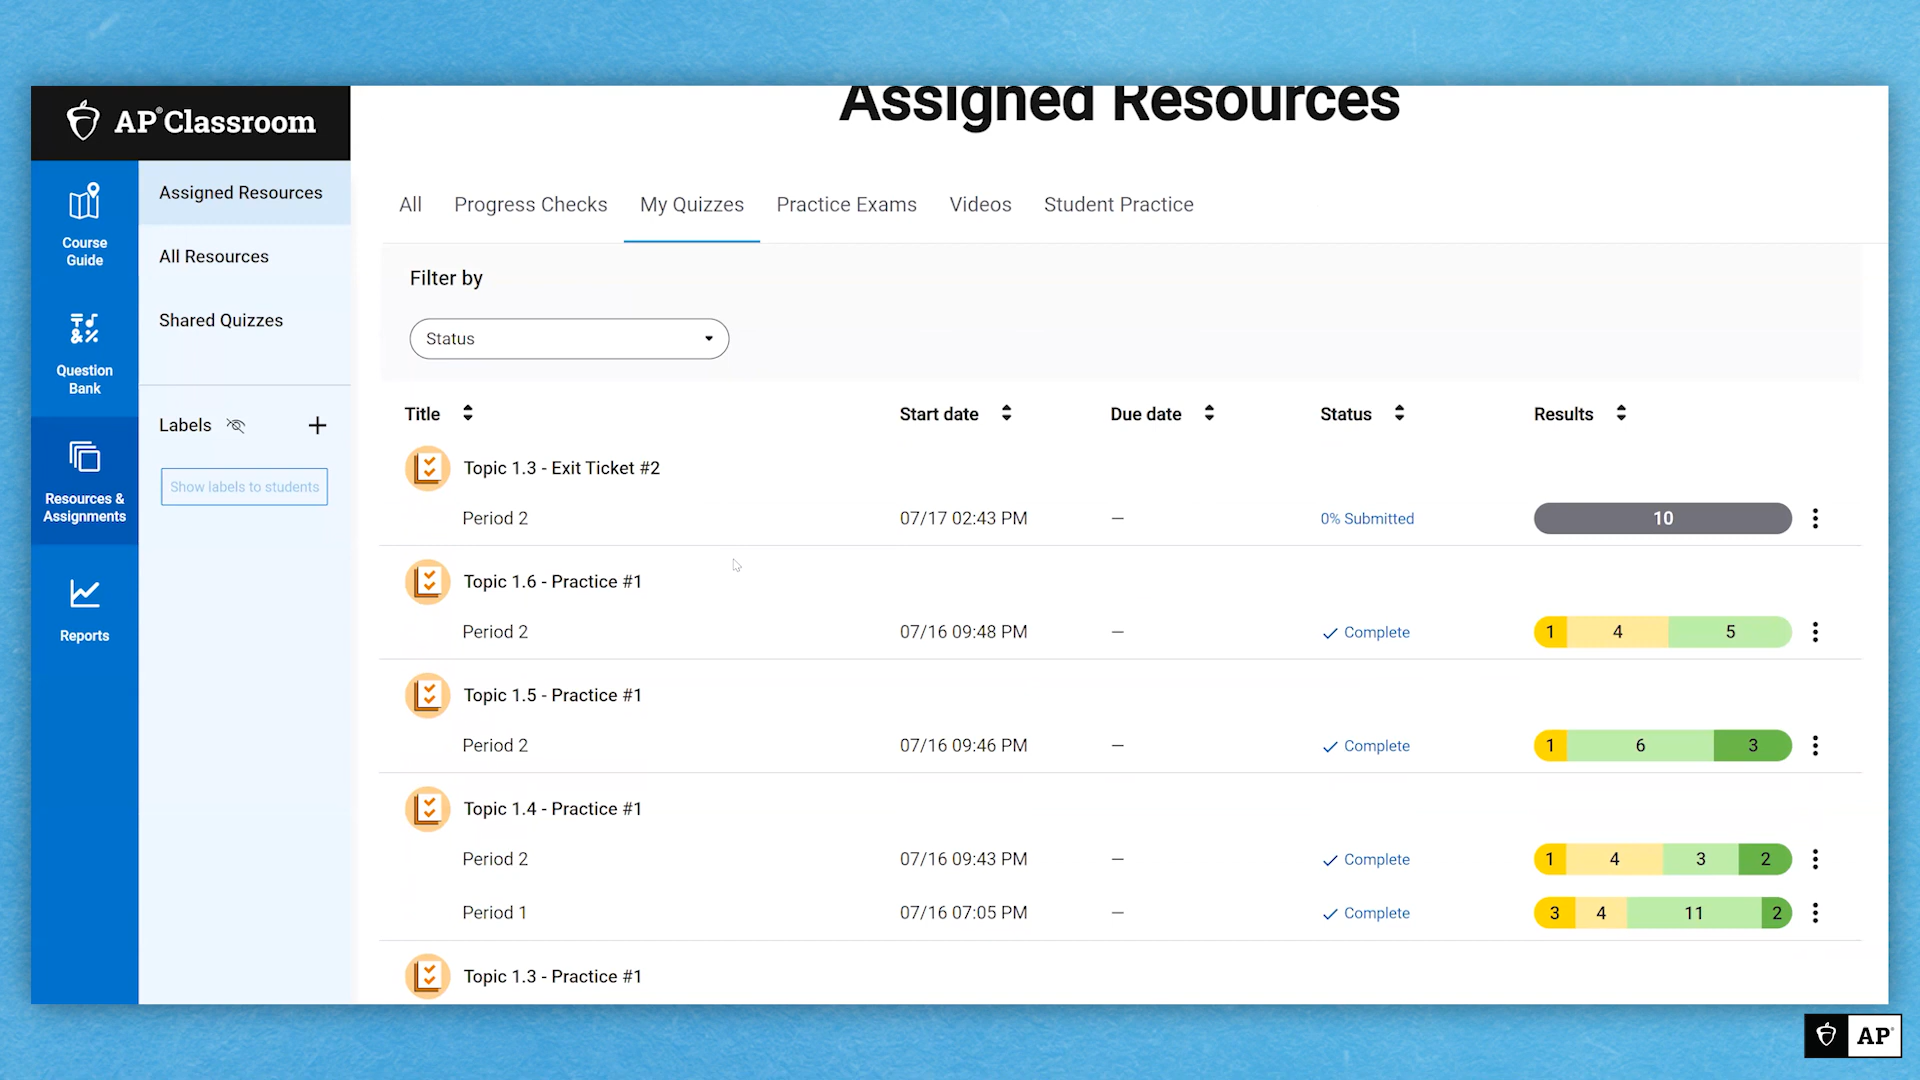 AP® Classroom
Assigned Resources
Course
Guide
Question
Bank
Resources &
Assignments
Reports
Assigned Resources
All Resources
Shared Quizzes
Labels
Show labels to students
All Progress Checks My Quizzes Practice Exams Videos Student Practice
Filter by
Status
Title Start date Due date Status Results
Topic 1.3 - Exit Ticket #2
Period 2 07/17 02:43 PM — 0% Submitted 10
Topic 1.6 - Practice #1
Period 2 07/16 09:48 PM — Complete 1 4 5
Topic 1.5 - Practice #1
Period 2 07/16 09:46 PM — Complete 1 6 3
Topic 1.4 - Practice #1
Period 2 07/16 09:43 PM — Complete 1 4 3 2
Period 1 07/16 07:05 PM — Complete 3 4 11 2
Topic 1.3 - Practice #1
AP®